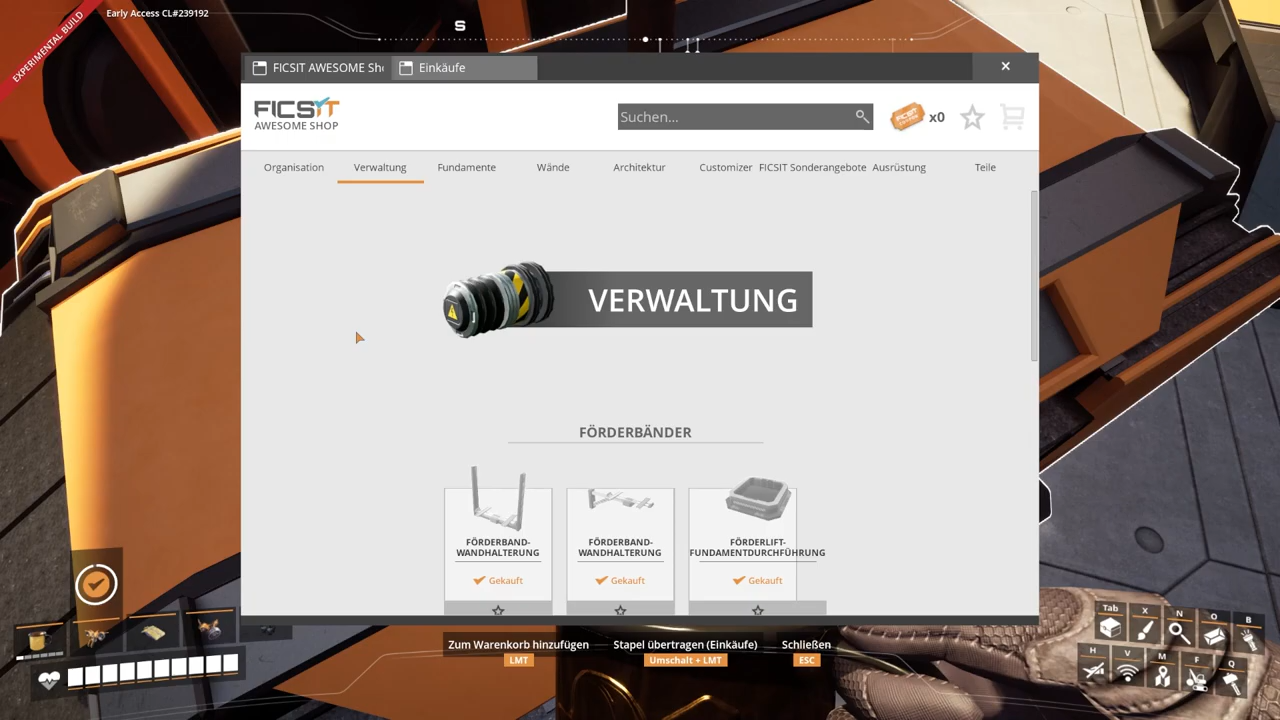 Early Access CL#239192
EXPERIMENTAL BUILD
S
FICSIT AWESOME Sh
Einkäufe
FICSIT
AWESOME SHOP
Suchen...
x0
Organisation Verwaltung Fundamente Wände Architektur Customizer FICSIT Sonderangebote Ausrüstung Teile
VERWALTUNG
FÖRDERBÄNDER
FÖRDERBAND-
WANDHALTERUNG
Gekauft
FÖRDERBAND-
WANDHALTERUNG
Gekauft
FÖRDERLIFT-
FUNDAMENTDURCHFÜHRUNG
Gekauft
Zum Warenkorb hinzufügen
LMT
Stapel übertragen (Einkäufe)
Umschalt + LMT
Schließen
ESC
Tab X N O B
H V M F Q